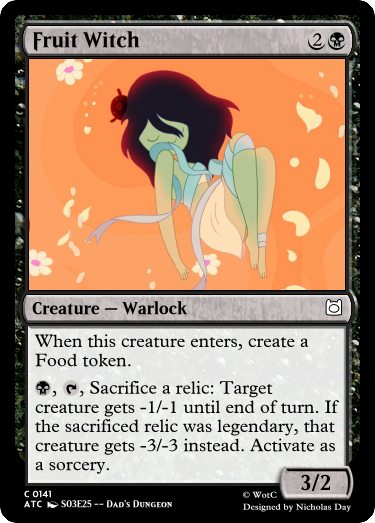 Fruit Witch 2
Creature — Warlock
When this creature enters, create a
Food token.
, , Sacrifice a relic: Target
creature gets -1/-1 until end of turn. If
the sacrificed relic was legendary, that
creature gets -3/-3 instead. Activate as
a sorcery.
3/2
C 0141
ATC S03E25 -- Dad's Dungeon
© WotC
Designed by Nicholas Day